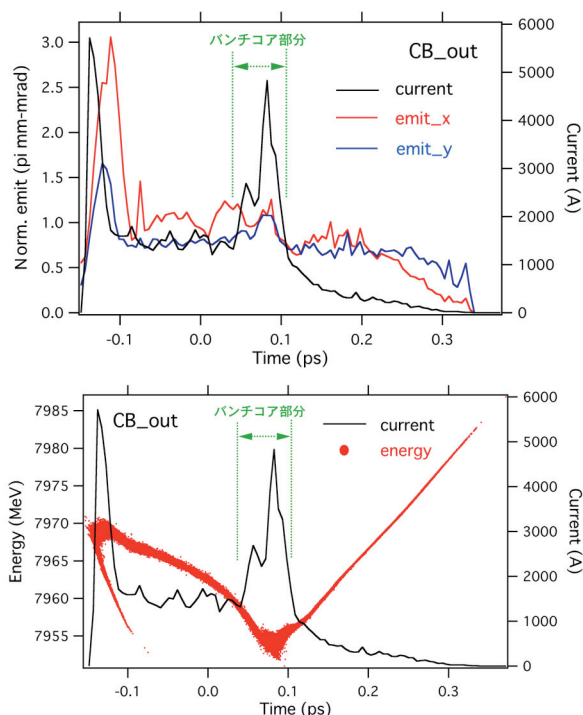 バンチコア部分
CB_out
current
emit_x
emit_y
Norm. emit (pi mm-mrad)
3.0
2.5
2.0
1.5
1.0
0.5
0.0
6000
5000
4000
3000
2000
1000
0
Current (A)
-0.1
0.0
0.1
0.2
0.3
Time (ps)
バンチコア部分
CB_out
current
energy
Energy (MeV)
7985
7980
7975
7970
7965
7960
7955
6000
5000
4000
3000
2000
1000
0
Current (A)
-0.1
0.0
0.1
0.2
0.3
Time (ps)